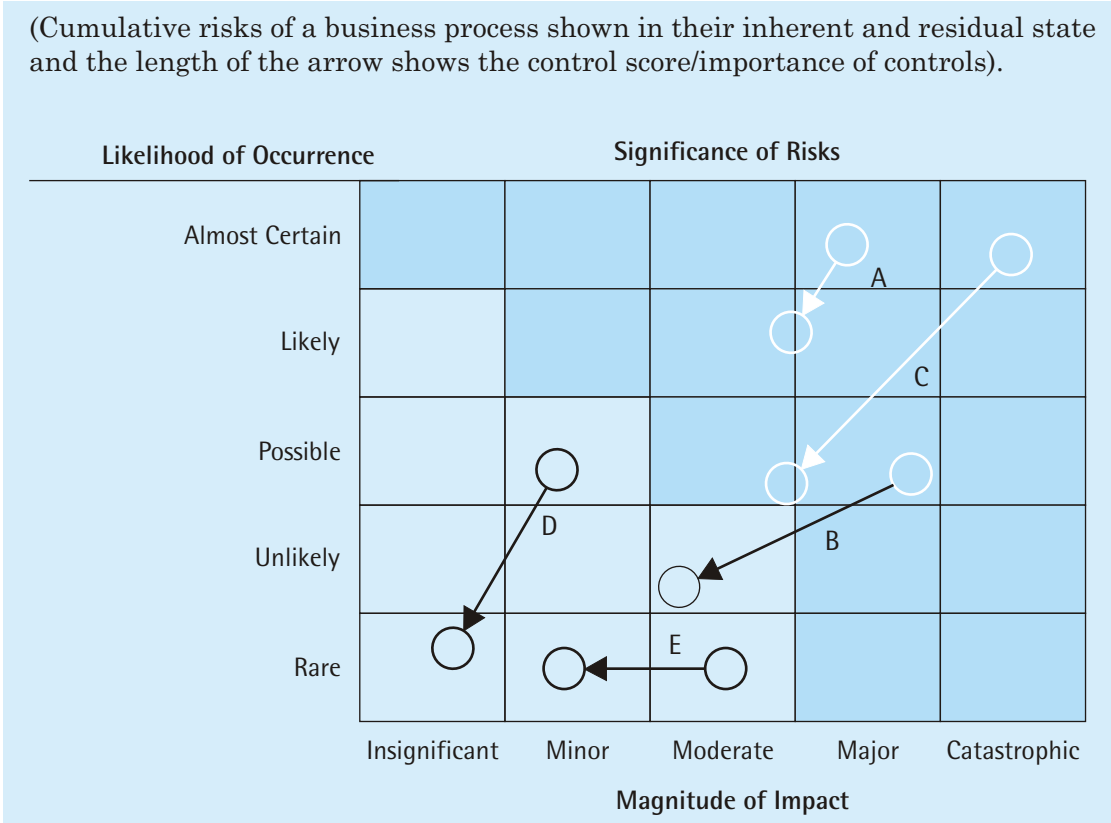 (Cumulative risks of a business process shown in their inherent and residual state
and the length of the arrow shows the control score/importance of controls).
Likelihood of Occurrence
Significance of Risks
Almost Certain
A
Likely
C
Possible
D
B
Unlikely
E
Rare
Insignificant
Minor
Moderate
Major
Catastrophic
Magnitude of Impact